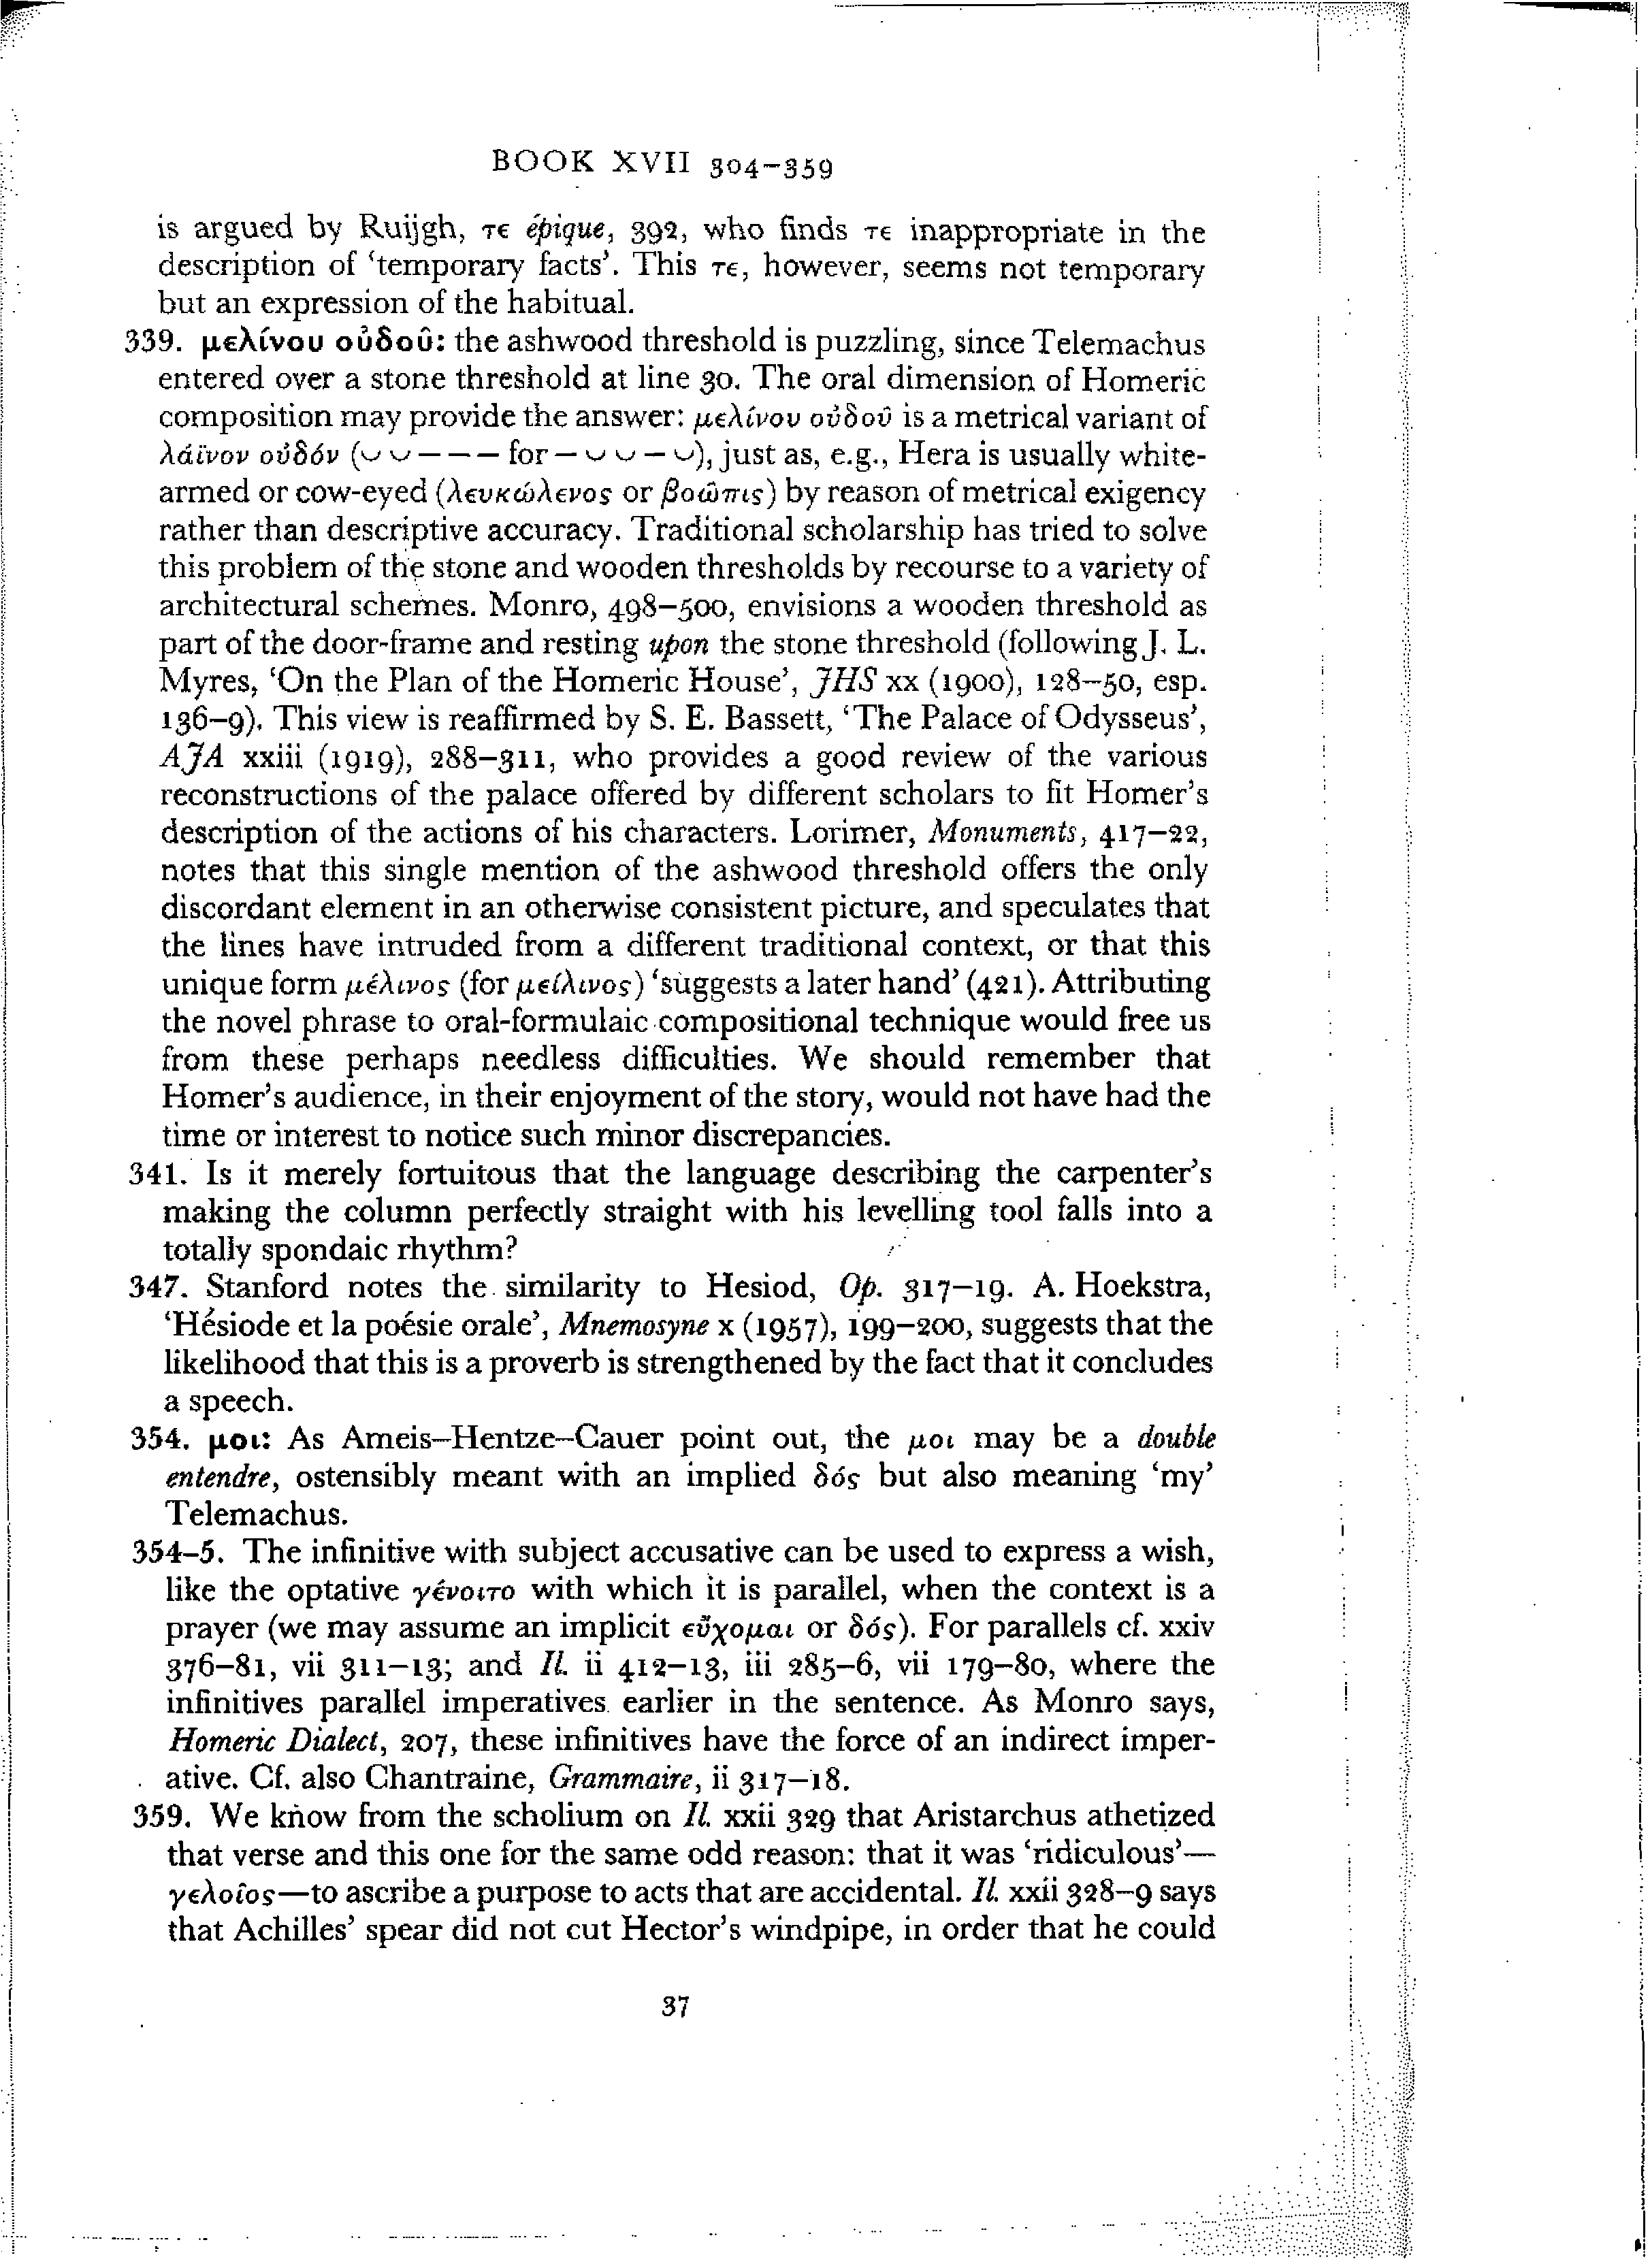 BOOK XVII 304–359
is argued by Ruijgh, τε épique, 392, who finds τε inappropriate in the
description of ‘temporary facts’. This τε, however, seems not temporary
but an expression of the habitual.
339. μελίνου οὐδοῦ: the ashwood threshold is puzzling, since Telemachus
entered over a stone threshold at line 30. The oral dimension of Homeric
composition may provide the answer: μελίνου οὐδοῦ is a metrical variant of
λάϊνον οὐδόν (⏑ ⏑ – – – for – ⏑ ⏑ – ⏑), just as, e.g., Hera is usually white-
armed or cow-eyed (λευκώλενος or βοῶπις) by reason of metrical exigency
rather than descriptive accuracy. Traditional scholarship has tried to solve
this problem of the stone and wooden thresholds by recourse to a variety of
architectural schemes. Monro, 498–500, envisions a wooden threshold as
part of the door-frame and resting upon the stone threshold (following J. L.
Myres, ‘On the Plan of the Homeric House’, JHS xx (1900), 128–50, esp.
136–9). This view is reaffirmed by S. E. Bassett, ‘The Palace of Odysseus’,
AJA xxiii (1919), 288–311, who provides a good review of the various
reconstructions of the palace offered by different scholars to fit Homer’s
description of the actions of his characters. Lorimer, Monuments, 417–22,
notes that this single mention of the ashwood threshold offers the only
discordant element in an otherwise consistent picture, and speculates that
the lines have intruded from a different traditional context, or that this
unique form μέλινος (for μείλινος) ‘suggests a later hand’ (421). Attributing
the novel phrase to oral-formulaic compositional technique would free us
from these perhaps needless difficulties. We should remember that
Homer’s audience, in their enjoyment of the story, would not have had the
time or interest to notice such minor discrepancies.
341. Is it merely fortuitous that the language describing the carpenter’s
making the column perfectly straight with his levelling tool falls into a
totally spondaic rhythm?
347. Stanford notes the similarity to Hesiod, Op. 317–19. A. Hoekstra,
‘Hésiode et la poésie orale’, Mnemosyne x (1957), 199–200, suggests that the
likelihood that this is a proverb is strengthened by the fact that it concludes
a speech.
354. μοι: As Ameis–Hentze–Cauer point out, the μοι may be a double
entendre, ostensibly meant with an implied δός but also meaning ‘my’
Telemachus.
354–5. The infinitive with subject accusative can be used to express a wish,
like the optative γένοιτο with which it is parallel, when the context is a
prayer (we may assume an implicit εὔχομαι or δός). For parallels cf. xxiv
376–81, vii 311–13; and Il. ii 412–13, iii 285–6, vii 179–80, where the
infinitives parallel imperatives earlier in the sentence. As Monro says,
Homeric Dialect, 207, these infinitives have the force of an indirect imper-
ative. Cf. also Chantraine, Grammaire, ii 317–18.
359. We know from the scholium on Il. xxii 329 that Aristarchus athetized
that verse and this one for the same odd reason: that it was ‘ridiculous’—
γελοῖος—to ascribe a purpose to acts that are accidental. Il. xxii 328–9 says
that Achilles’ spear did not cut Hector’s windpipe, in order that he could
37